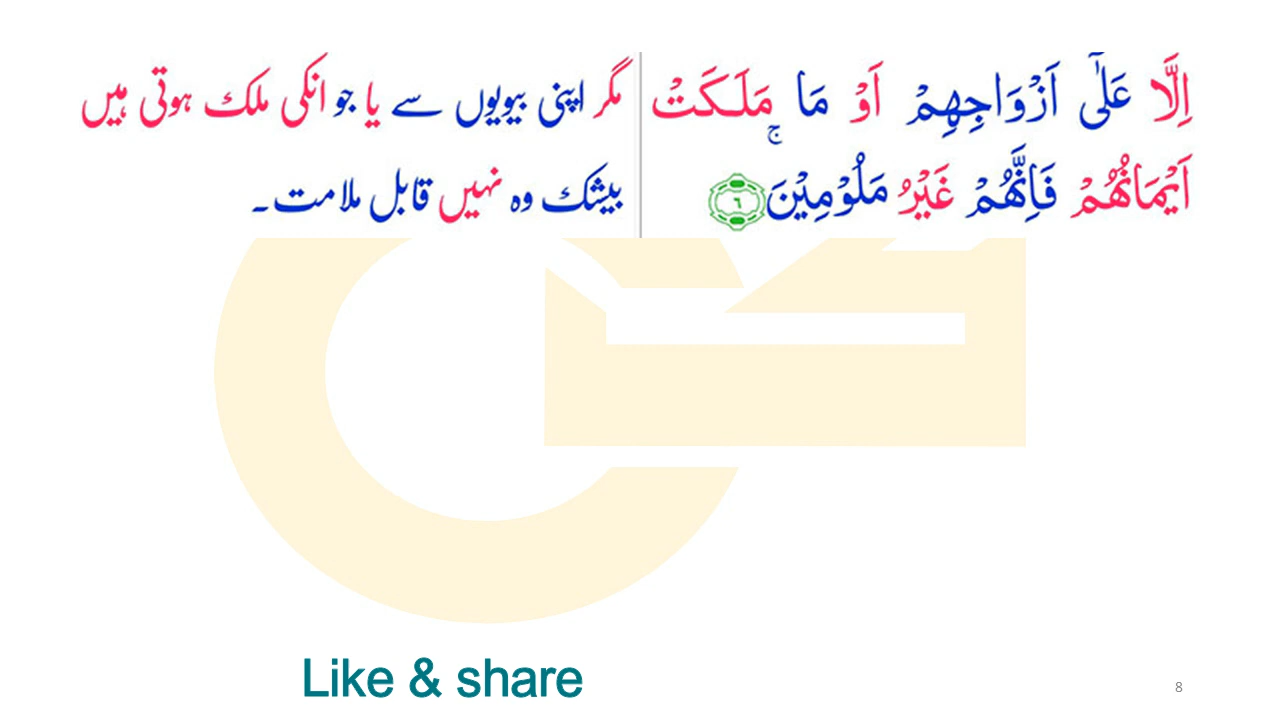 اِلَّا عَلٰٓى اَزْوَاجِهِمْ اَوْ مَا مَلَـكَتْ
اَيْمَانُهُمْ فَاِنَّهُمْ غَيْرُ مَلُوْمِيْنَ ۚ ٦
مگر اپنی بیویوں سے یا جو انکی ملک ہوتی ہیں
بیشک وہ نہیں قابل ملامت۔
Like & share
8